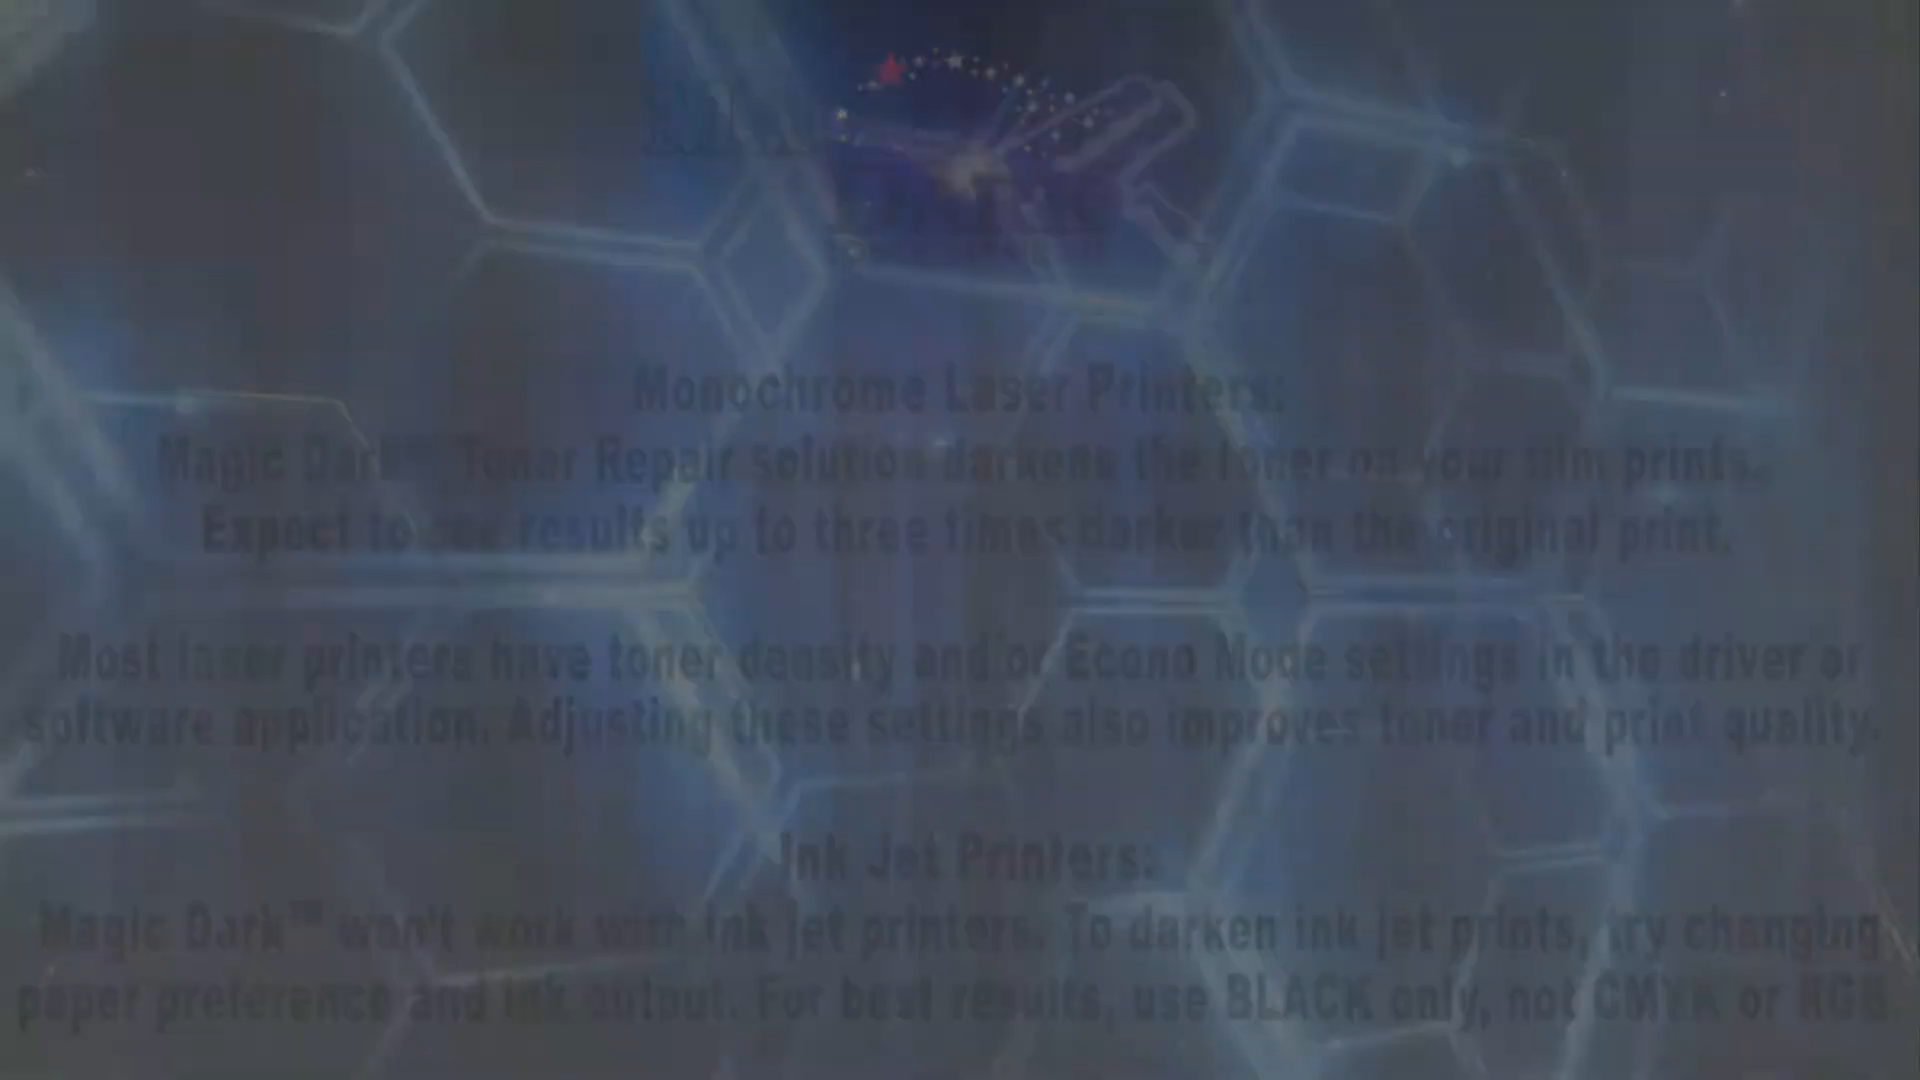 Monochrome Laser Printers:
Magic Dark™ Toner Repair solution darkens the toner on your film prints.
Expect to see results up to three times darker than the original print.
Most laser printers have toner density and/or Econo Mode settings in the driver or
software application. Adjusting these settings also improves toner and print quality.
Ink Jet Printers:
Magic Dark™ won't work with ink jet printers. To darken ink jet prints, try changing
paper preference and ink output. For best results, use BLACK only, not CMYK or RGB